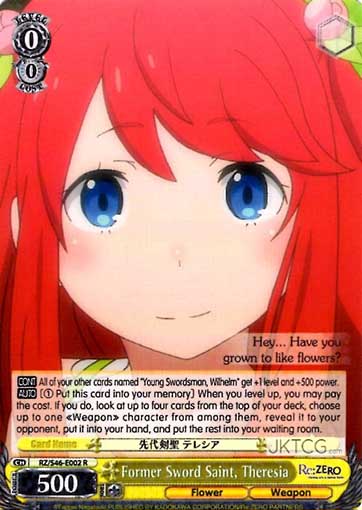 LEVEL
0
0
COST
Hey... Have you
grown to like flowers?
CONT All of your other cards named "Young Swordsman, Wilhelm" get +1 level and +500 power.
AUTO [① Put this card into your memory] When you level up, you may pay
the cost. If you do, look at up to four cards from the top of your deck, choose
up to one «Weapon» character from among them, reveal it to your
opponent, put it into your hand, and put the rest into your waiting room.
Card Name
先代剣聖 テレシア
JKTCG.com
CH
RZ/S46-E002 R
Former Sword Saint, Theresia
Re:ZERO
500
Flower
Weapon